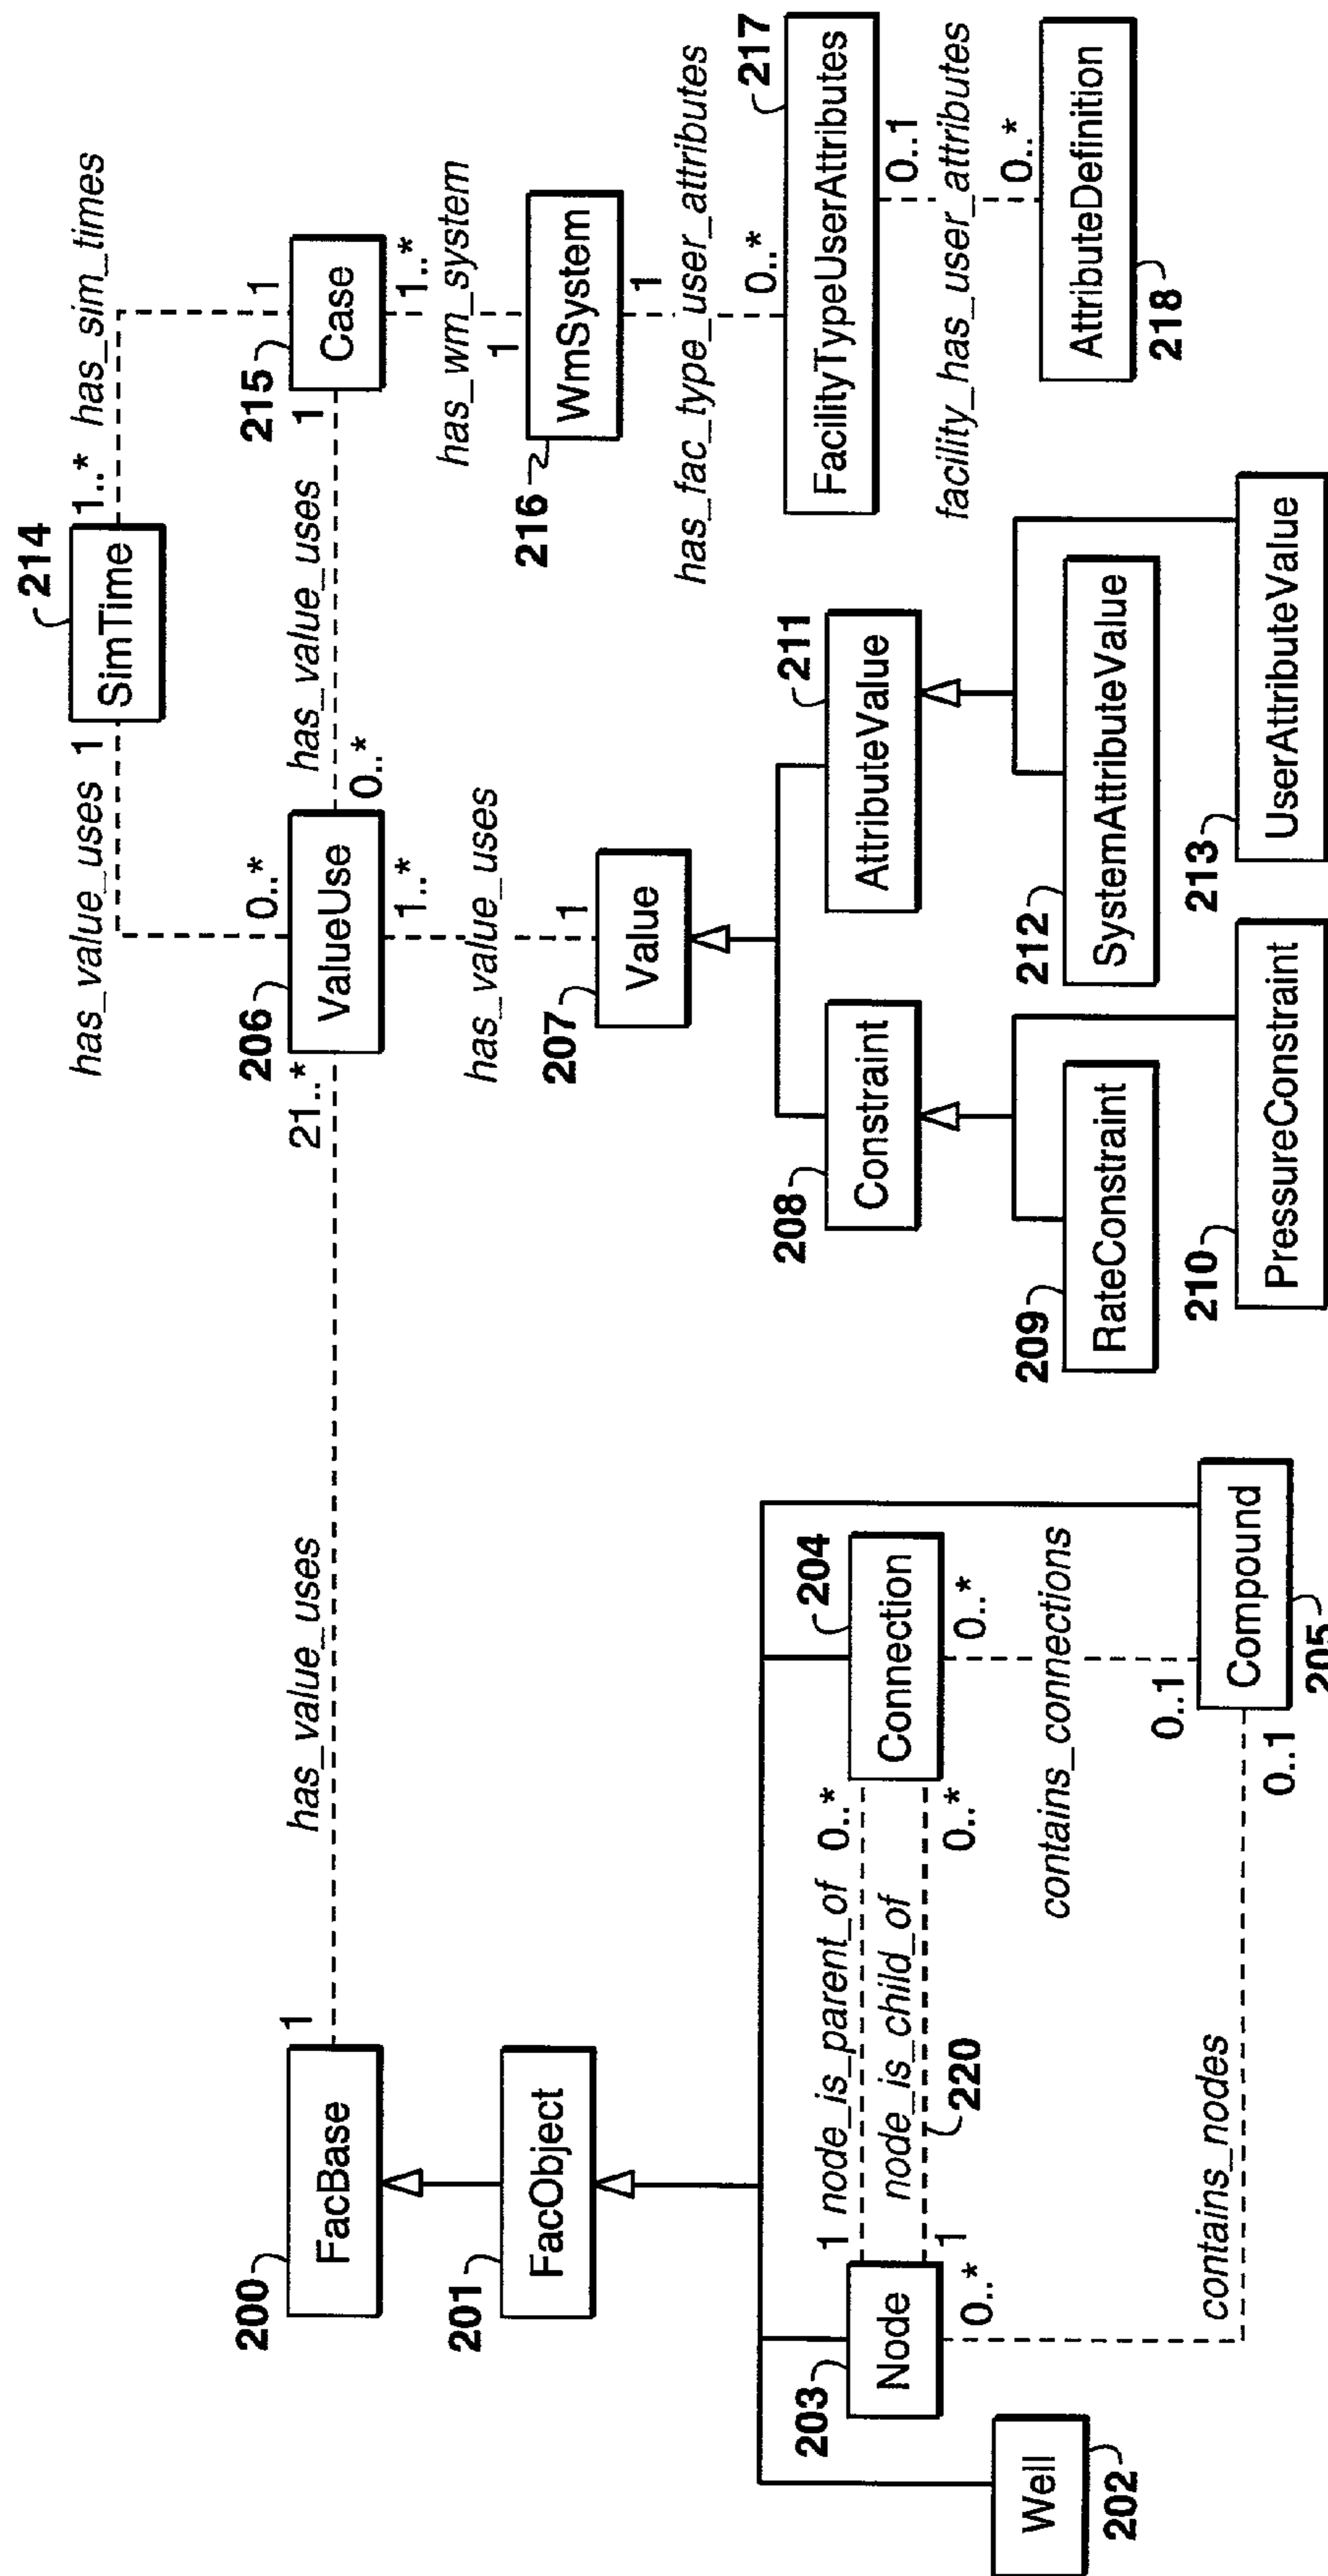 214
SimTime
has_value_uses
1
1..*
has_sim_times
200
FacBase
1
has_value_uses
21..*
206
ValueUse
0..*
0..*
has_value_uses
1
215
Case
1
1..*
has_wm_system
1
216
WmSystem
1
has_fac_type_user_attributes
0..*
217
FacilityTypeUserAttributes
0..1
facility_has_user_attributes
0..*
AttributeDefinition
218
1..*
has_value_uses
1
207
Value
208
Constraint
211
AttributeValue
209
RateConstraint
210
PressureConstraint
212
SystemAttributeValue
213
UserAttributeValue
201
FacObject
203
Node
1
node_is_parent_of
0..*
204
Connection
1
node_is_child_of
0..*
220
0..*
contains_nodes
0..1
0..*
contains_connections
0..1
Compound
205
Well
202